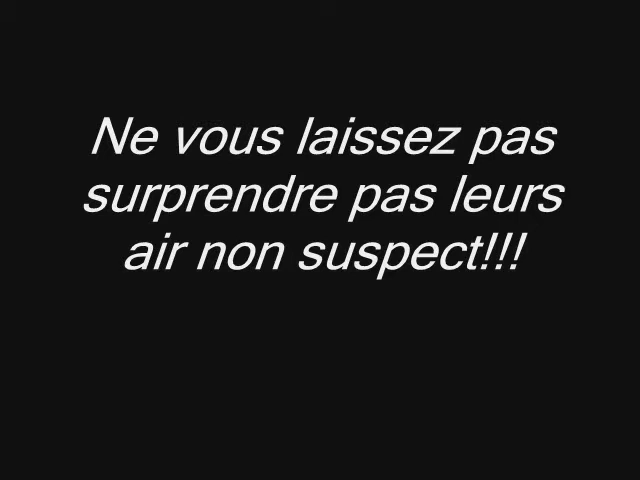 Ne vous laissez pas
surprendre pas leurs
air non suspect!!!